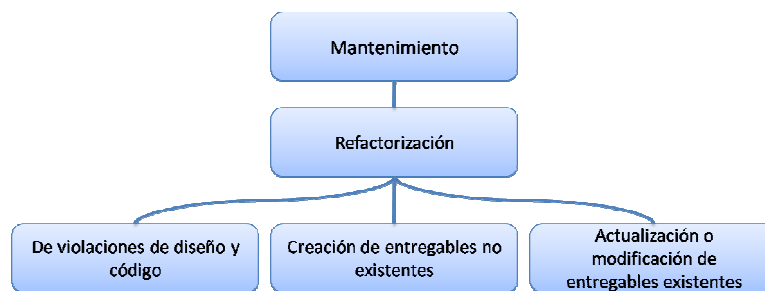 Mantenimiento
Refactorización
De violaciones de diseño y
código
Creación de entregables no
existentes
Actualización o
modificación de
entregables existentes